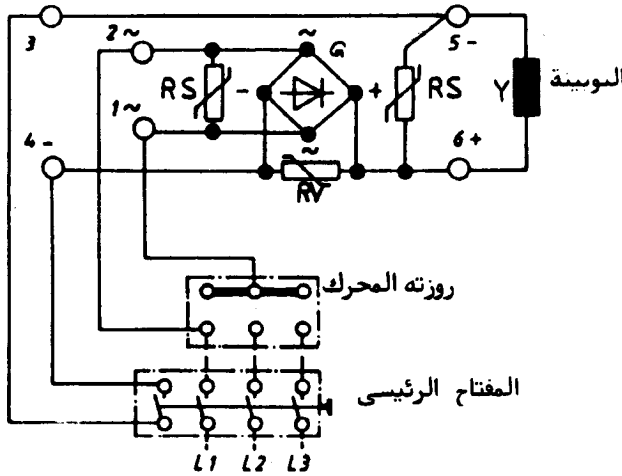 3
2~
~
G
5-
RS
-
+
RS
Y
البوبينة
1~
4-
~
6+
RV
روزته المحرك
المفتاح الرئيسى
L1 L2 L3